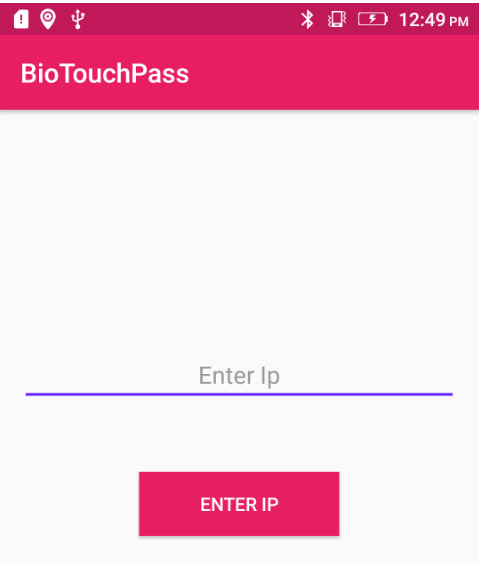 12:49 PM
BioTouchPass
Enter Ip
ENTER IP